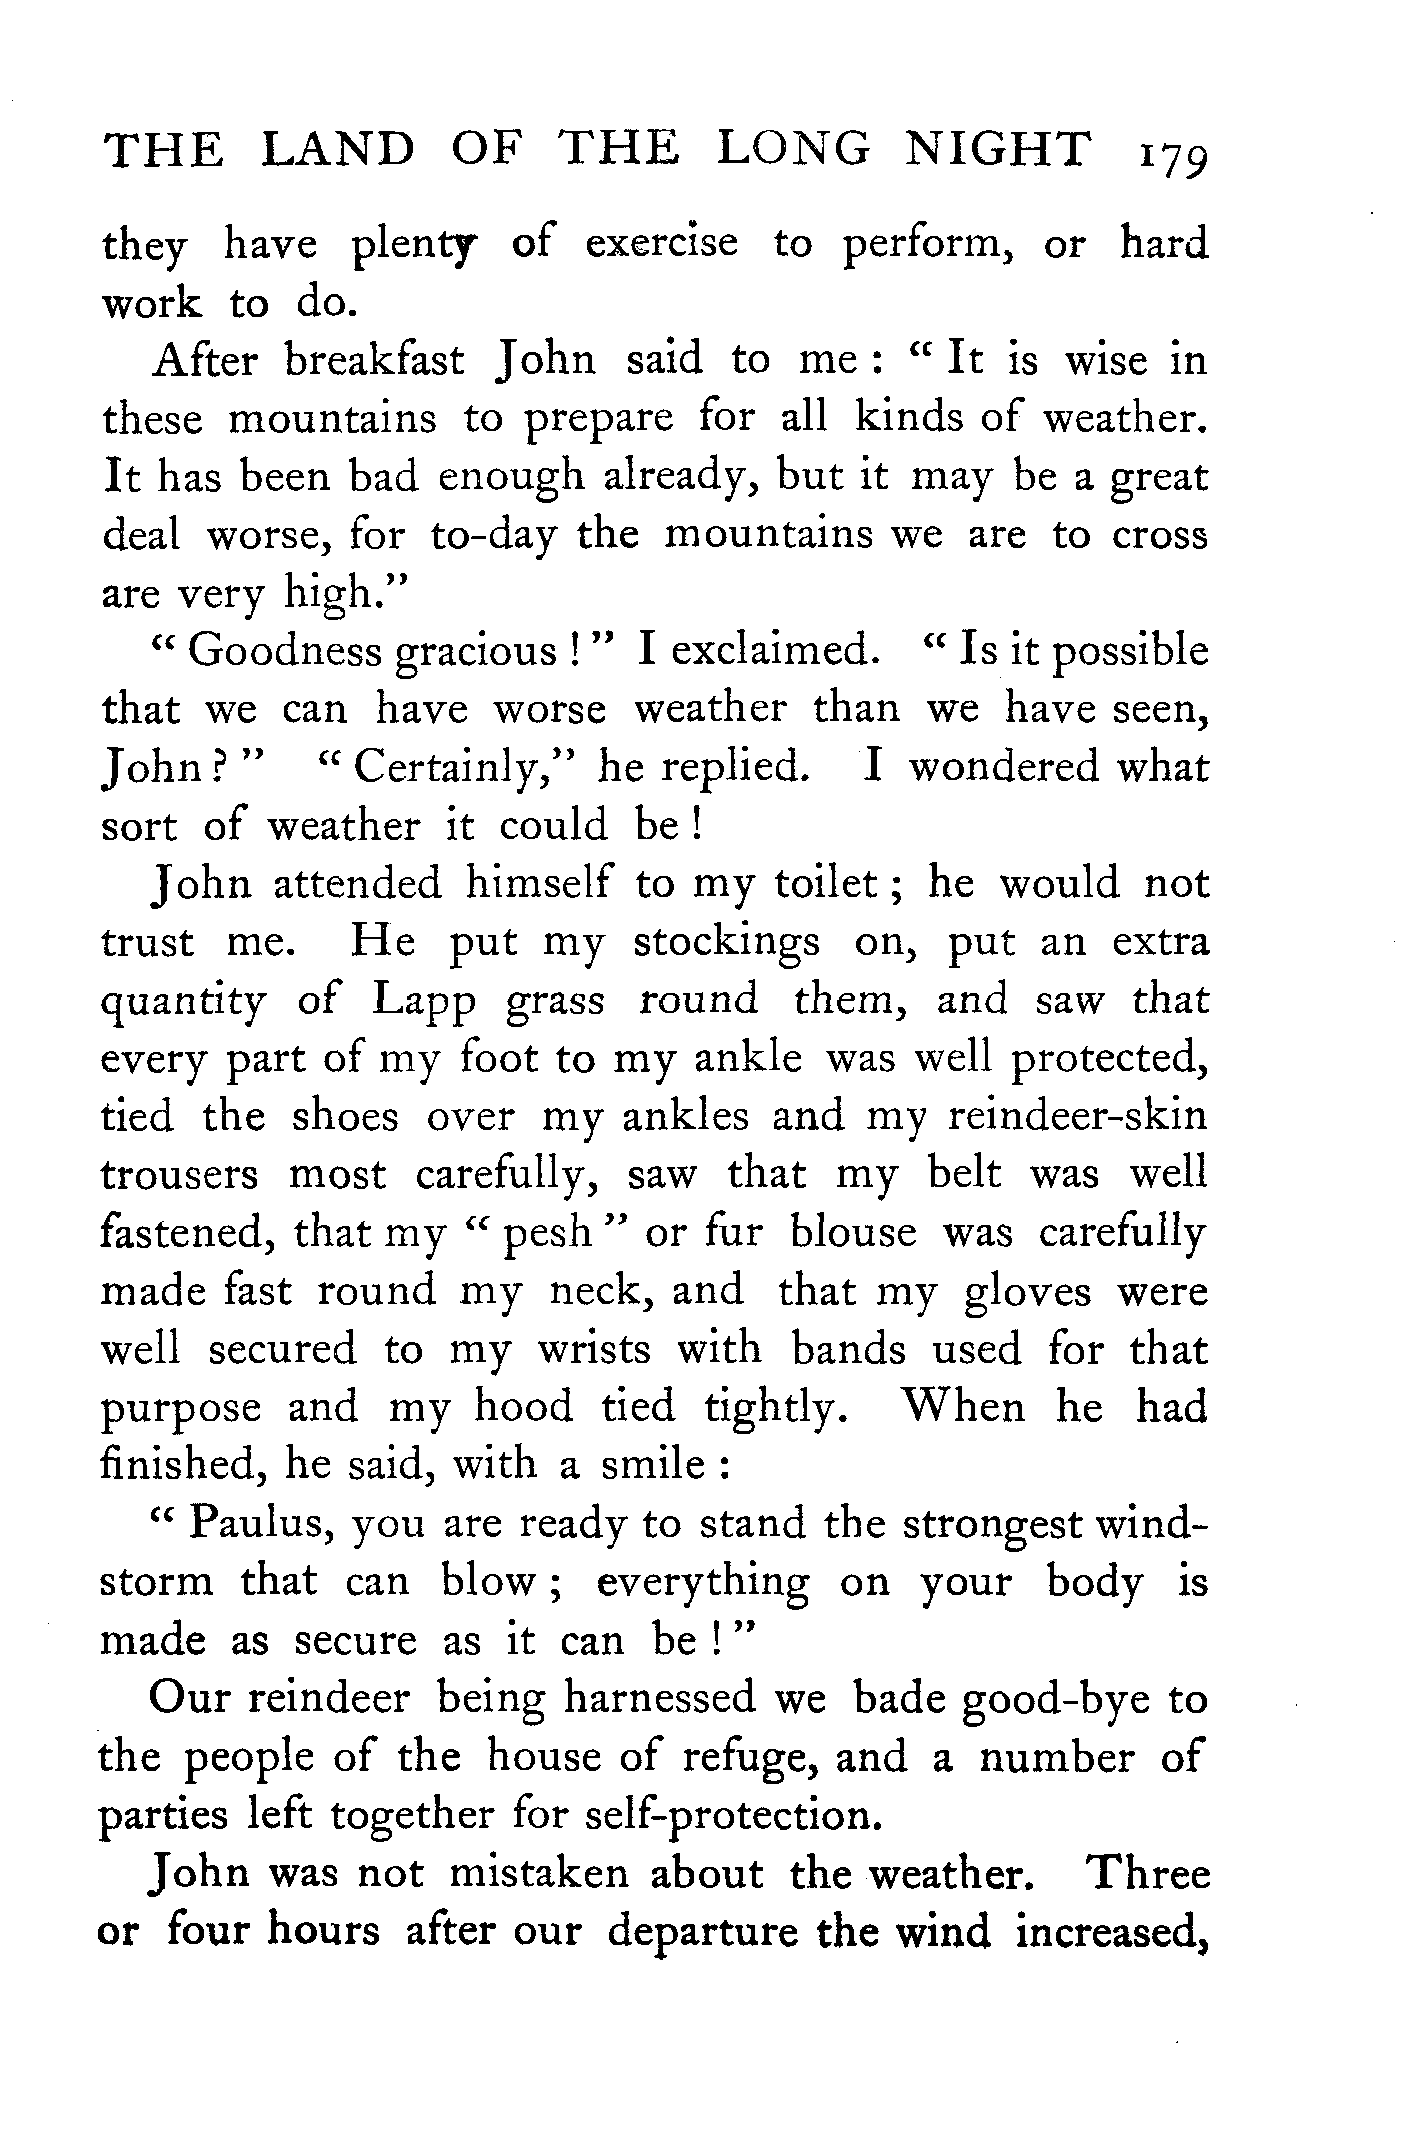 THE LAND OF THE LONG NIGHT 179
they have plenty of exercise to perform, or hard
work to do.
After breakfast John said to me : “ It is wise in
these mountains to prepare for all kinds of weather.
It has been bad enough already, but it may be a great
deal worse, for to-day the mountains we are to cross
are very high.”
“ Goodness gracious ! ” I exclaimed. “ Is it possible
that we can have worse weather than we have seen,
John ? ” “ Certainly,” he replied. I wondered what
sort of weather it could be !
John attended himself to my toilet ; he would not
trust me. He put my stockings on, put an extra
quantity of Lapp grass round them, and saw that
every part of my foot to my ankle was well protected,
tied the shoes over my ankles and my reindeer-skin
trousers most carefully, saw that my belt was well
fastened, that my “ pesh ” or fur blouse was carefully
made fast round my neck, and that my gloves were
well secured to my wrists with bands used for that
purpose and my hood tied tightly. When he had
finished, he said, with a smile :
“ Paulus, you are ready to stand the strongest wind-
storm that can blow ; everything on your body is
made as secure as it can be ! ”
Our reindeer being harnessed we bade good-bye to
the people of the house of refuge, and a number of
parties left together for self-protection.
John was not mistaken about the weather. Three
or four hours after our departure the wind increased,